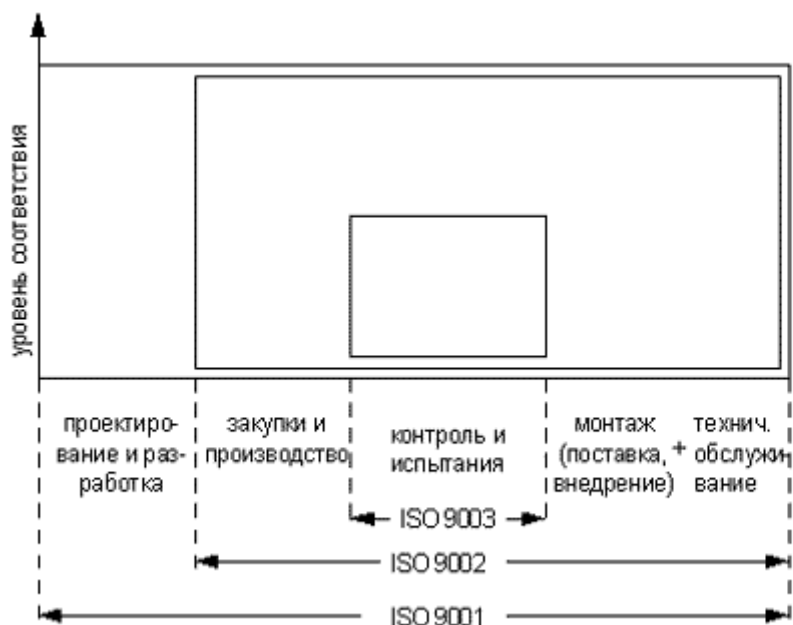 уровень соответствия
проектиро-
вание и раз-
работка
закупки и
производство
контроль и
испытания
монтаж
(поставка,
внедрение)
+
технич.
обслужи-
вание
ISO 9003
ISO 9002
ISO 9001